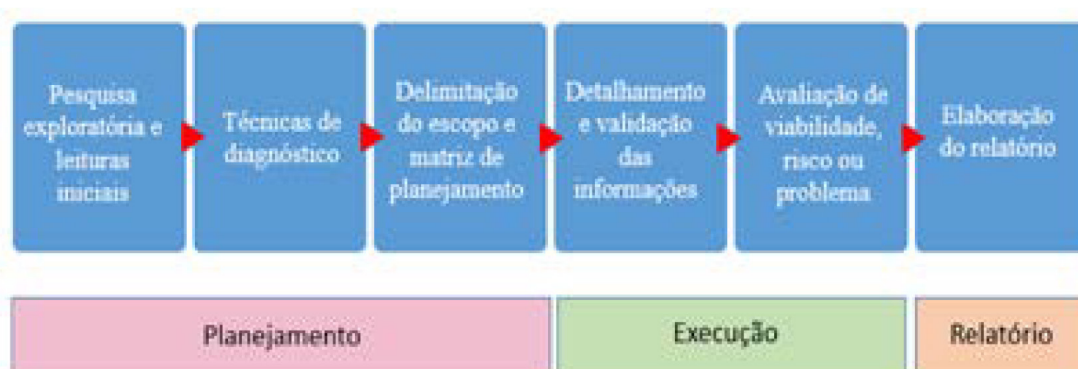 Pesquisa
exploratória e
leituras
iniciais
Técnicas de
diagnóstico
Delimitação
do escopo e
matriz de
planejamento
Detalhamento
e validação
das
informações
Avaliação de
viabilidade,
risco ou
problema
Elaboração
do relatório
Planejamento
Execução
Relatório